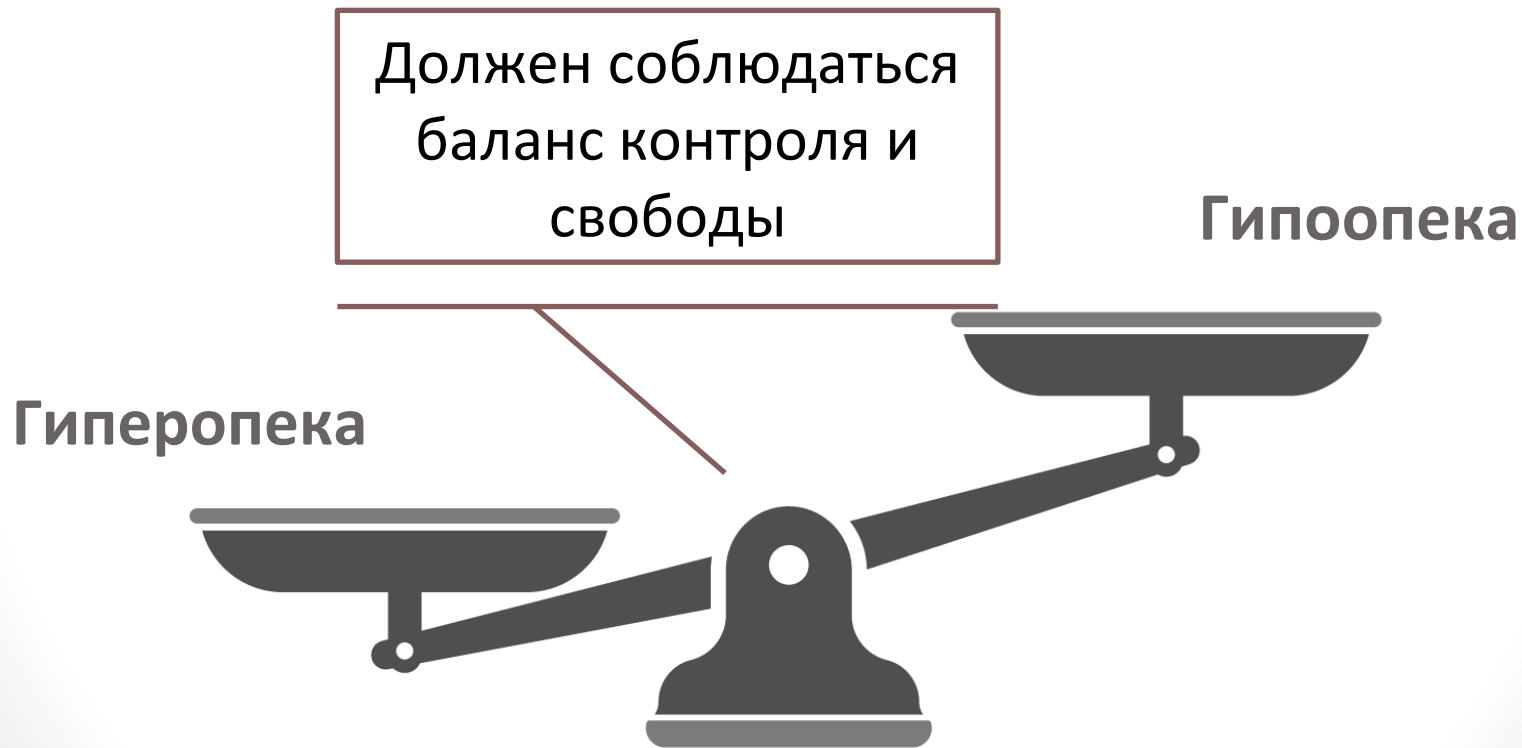 Должен соблюдаться
баланс контроля и
свободы
Гипоопека
Гиперопека